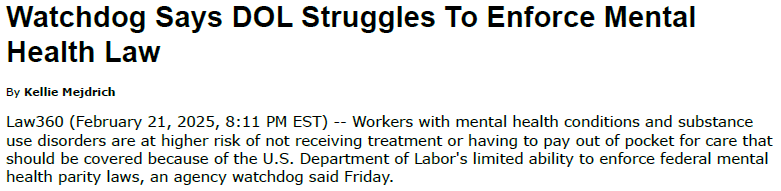 Watchdog Says DOL Struggles To Enforce Mental
Health Law
By Kellie Mejdrich
Law360 (February 21, 2025, 8:11 PM EST) -- Workers with mental health conditions and substance
use disorders are at higher risk of not receiving treatment or having to pay out of pocket for care that
should be covered because of the U.S. Department of Labor's limited ability to enforce federal mental
health parity laws, an agency watchdog said Friday.